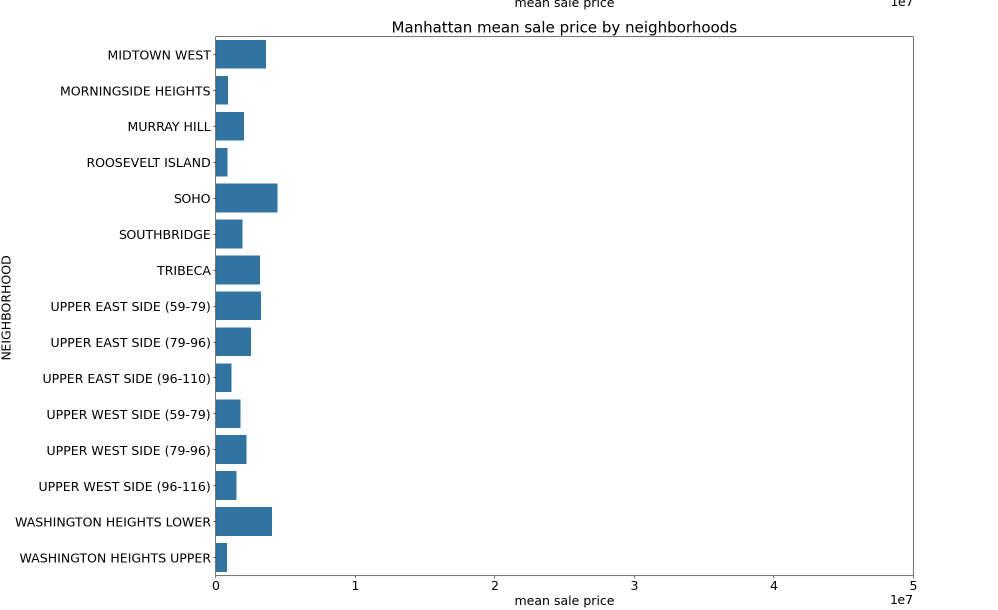 mean sale price
1e7
Manhattan mean sale price by neighborhoods
NEIGHBORHOOD
MIDTOWN WEST
MORNINGSIDE HEIGHTS
MURRAY HILL
ROOSEVELT ISLAND
SOHO
SOUTHBRIDGE
TRIBECA
UPPER EAST SIDE (59-79)
UPPER EAST SIDE (79-96)
UPPER EAST SIDE (96-110)
UPPER WEST SIDE (59-79)
UPPER WEST SIDE (79-96)
UPPER WEST SIDE (96-116)
WASHINGTON HEIGHTS LOWER
WASHINGTON HEIGHTS UPPER
0 1 2 3 4 5
mean sale price
1e7